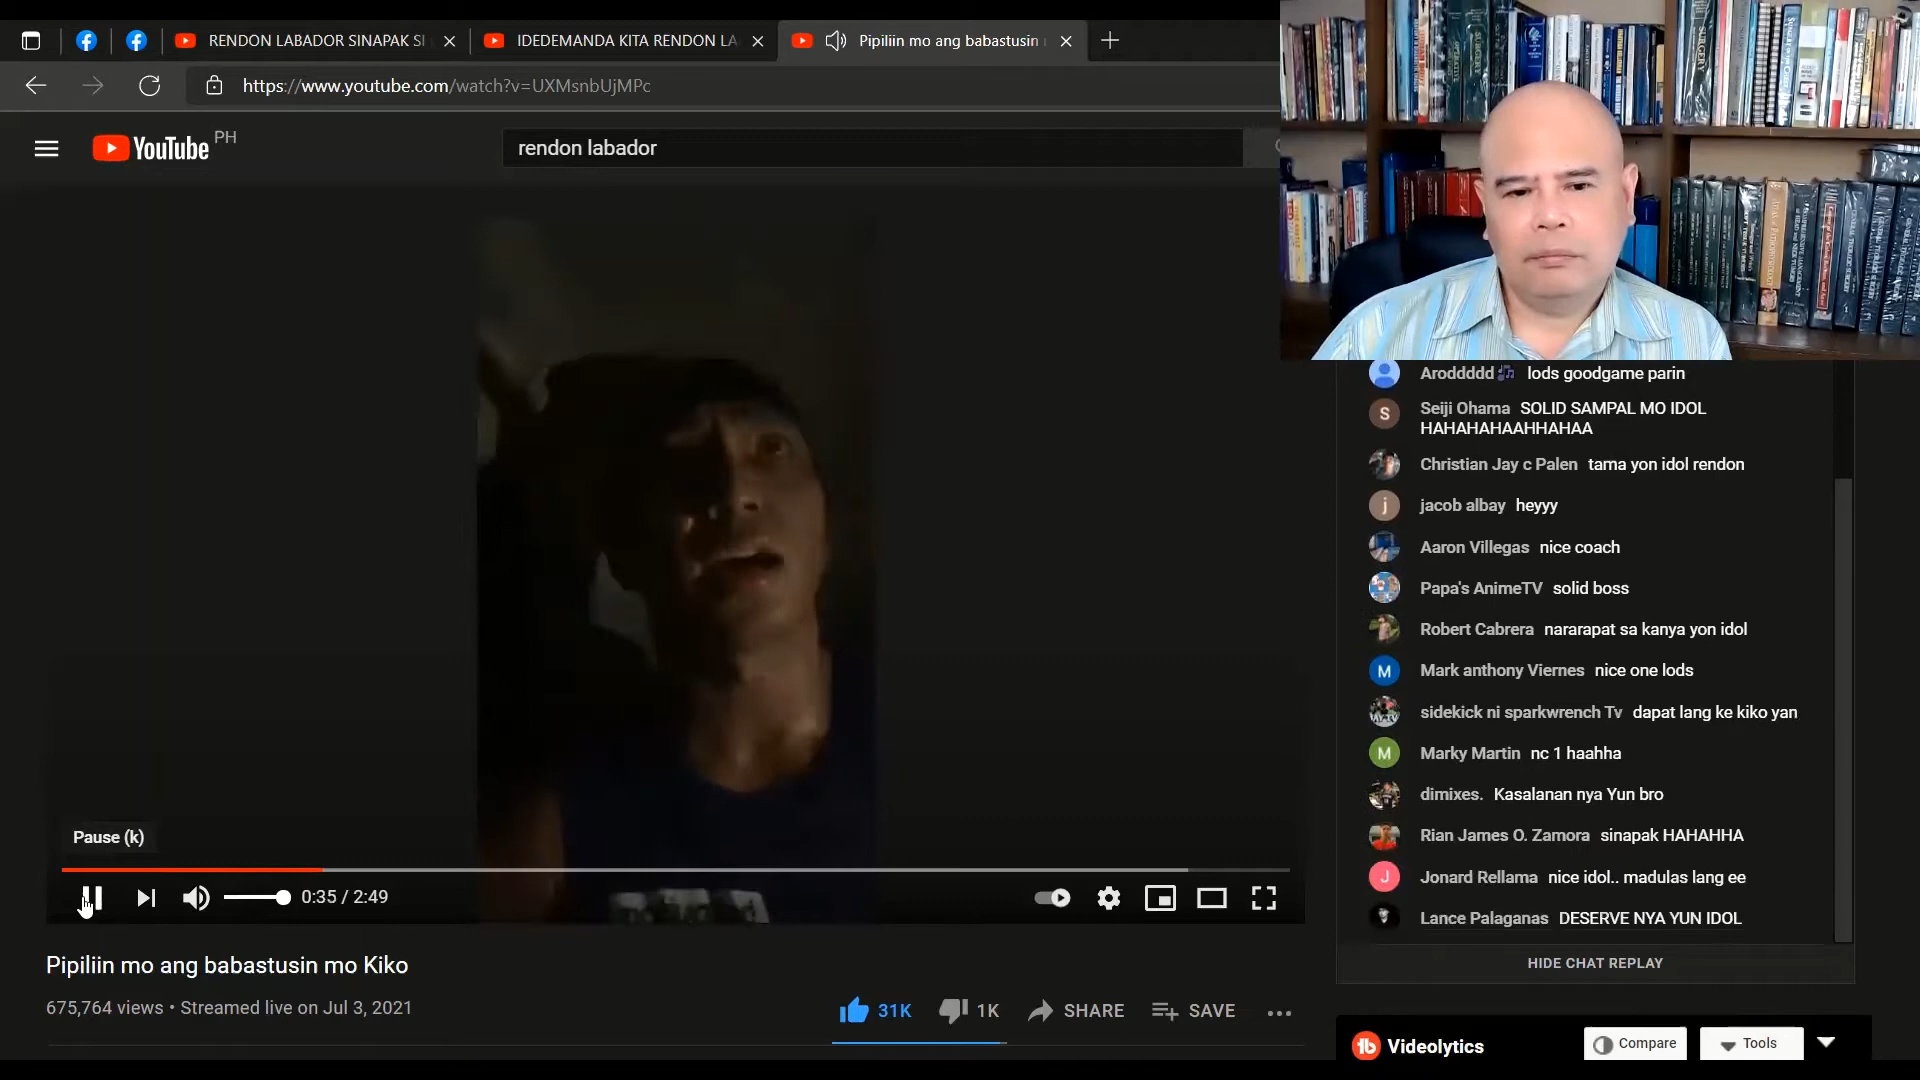 RENDON LABADOR SINAPAK SI
IDEDEMANDA KITA RENDON LA
Pipiliin mo ang babastusin
https://www.youtube.com/watch?v=UXMsnbUjMPc
YouTube PH
rendon labador
SURGERY
SURGERY
Aroddddd lods goodgame parin
S
Seiji Ohama SOLID SAMPAL MO IDOL
HAHAHAHAAHHAHAA
Christian Jay c Palen tama yon idol rendon
j
jacob albay heyyy
Aaron Villegas nice coach
Papa's AnimeTV solid boss
Robert Cabrera nararapat sa kanya yon idol
M
Mark anthony Viernes nice one lods
sidekick ni sparkwrench Tv dapat lang ke kiko yan
M
Marky Martin nc 1 haahha
dimixes. Kasalanan nya Yun bro
Rian James O. Zamora sinapak HAHAHHA
J
Jonard Rellama nice idol.. madulas lang ee
Lance Palaganas DESERVE NYA YUN IDOL
HIDE CHAT REPLAY
Pause (k)
0:35 / 2:49
Pipiliin mo ang babastusin mo Kiko
675,764 views • Streamed live on Jul 3, 2021
31K
1K
SHARE
SAVE
Videolytics
Compare
Tools